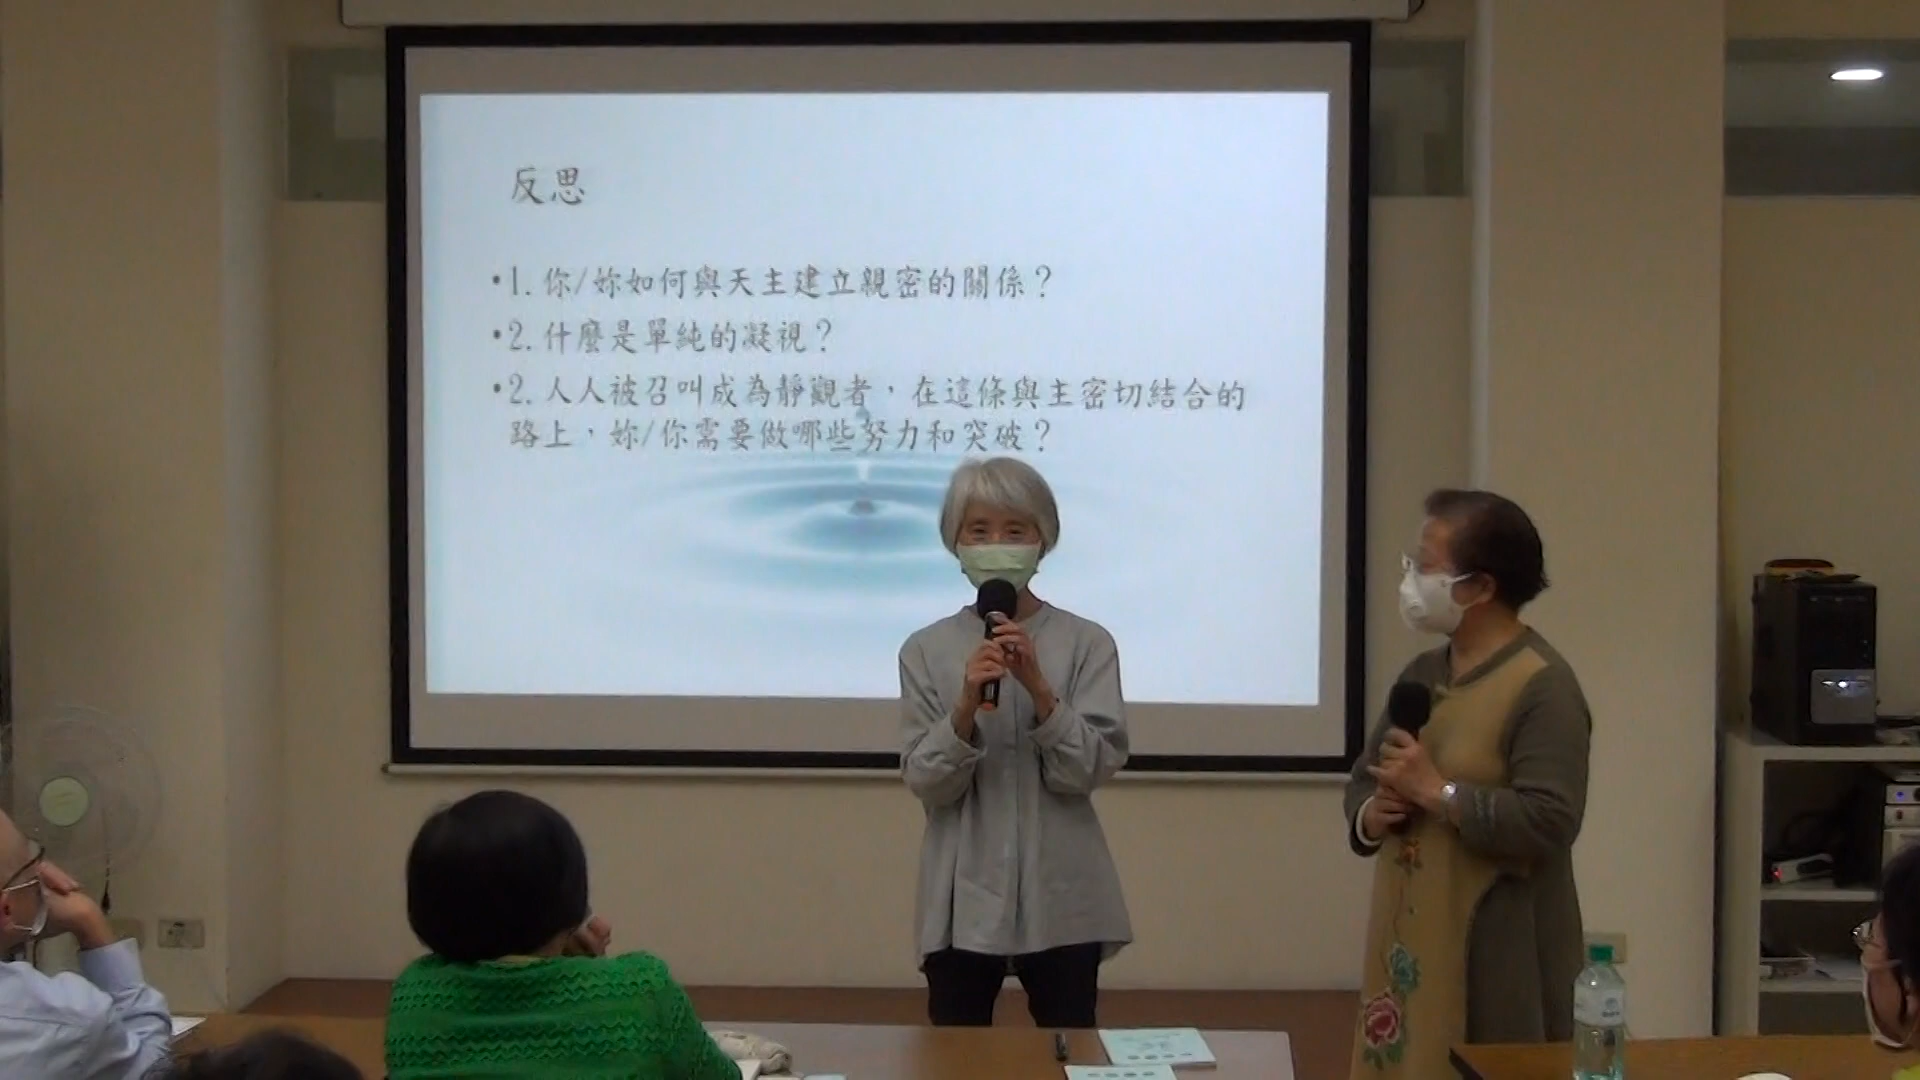 反思
•1.你/妳如何與天主建立親密的關係？
•2.什麼是單純的凝視？
•2.人人被召叫成為靜觀者，在這條與主密切結合的
路上，妳/你需要做哪些努力和突破？